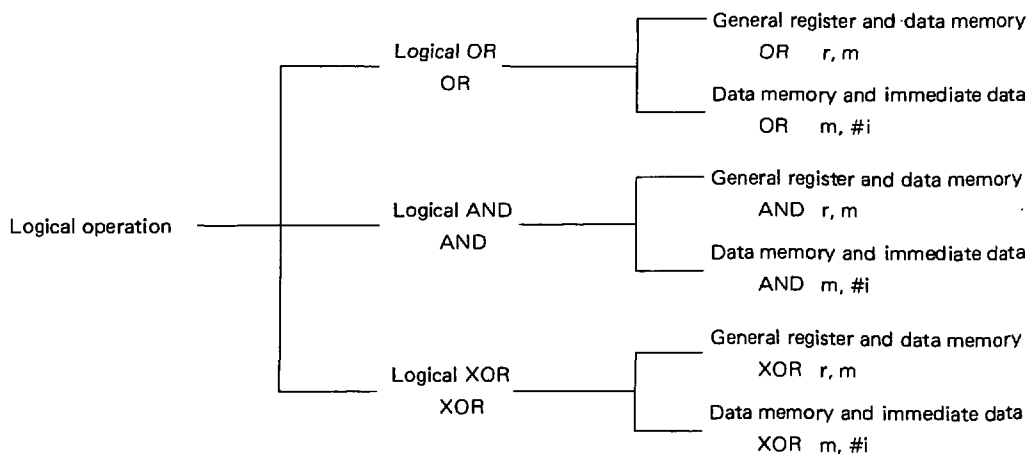 General register and data memory
OR r, m
Logical OR
OR
Data memory and immediate data
OR m, #i
General register and data memory
AND r, m
Logical operation
Logical AND
AND
Data memory and immediate data
AND m, #i
General register and data memory
XOR r, m
Logical XOR
XOR
Data memory and immediate data
XOR m, #i